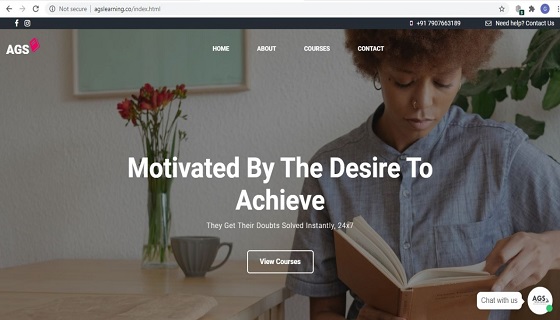 Not secure | agslearning.co/index.html
+91 7907663189
Need help? Contact Us
AGS
HOME
ABOUT
COURSES
CONTACT
Motivated By The Desire To
Achieve
They Get Their Doubts Solved Instantly, 24x7
View Courses
Chat with us
AGS